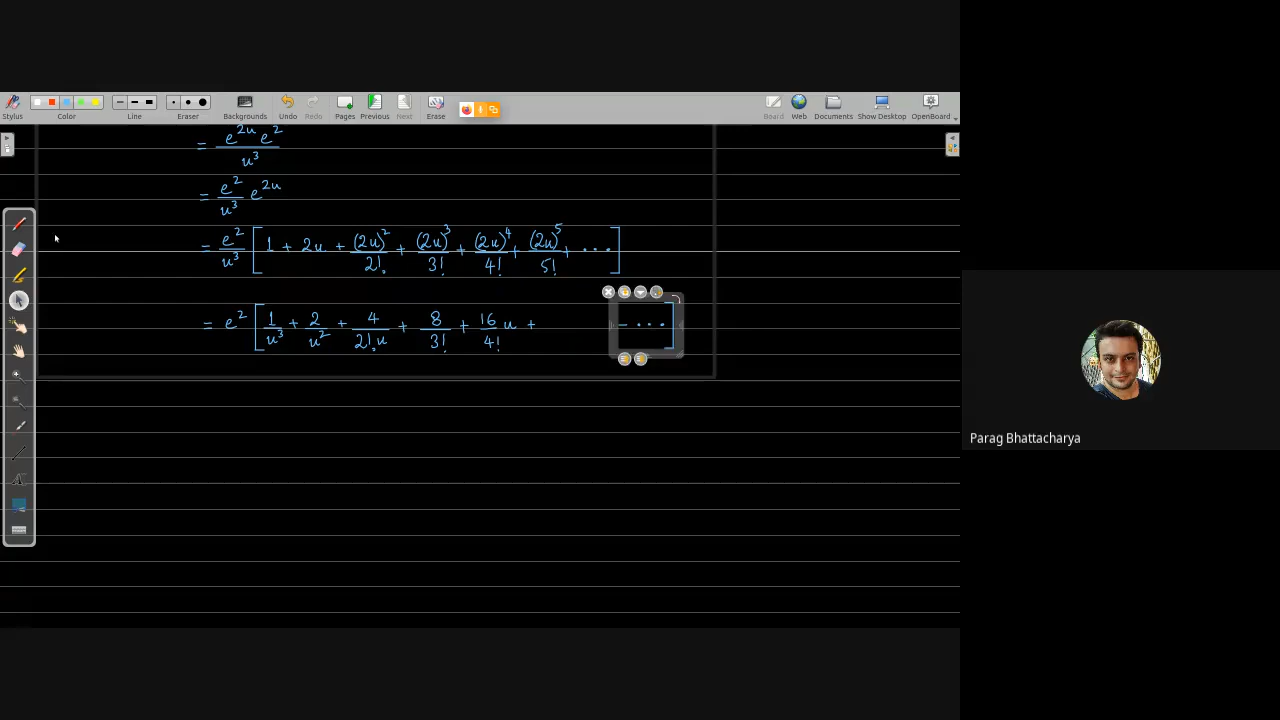 Stylus Color Line Eraser Backgrounds Undo Redo Pages Previous Next Erase Board Web Documents Show Desktop OpenBoard
= e^{2u} e^2 / u^3
= e^2/u^3 e^{2u}
= e^2/u^3 [1 + 2u + (2u)^2/2! + (2u)^3/3! + (2u)^4/4! + (2u)^5/5! + ...]
= e^2 [1/u^3 + 2/u^2 + 4/2!u + 8/3! + 16/4! u + - ...]
Parag Bhattacharya